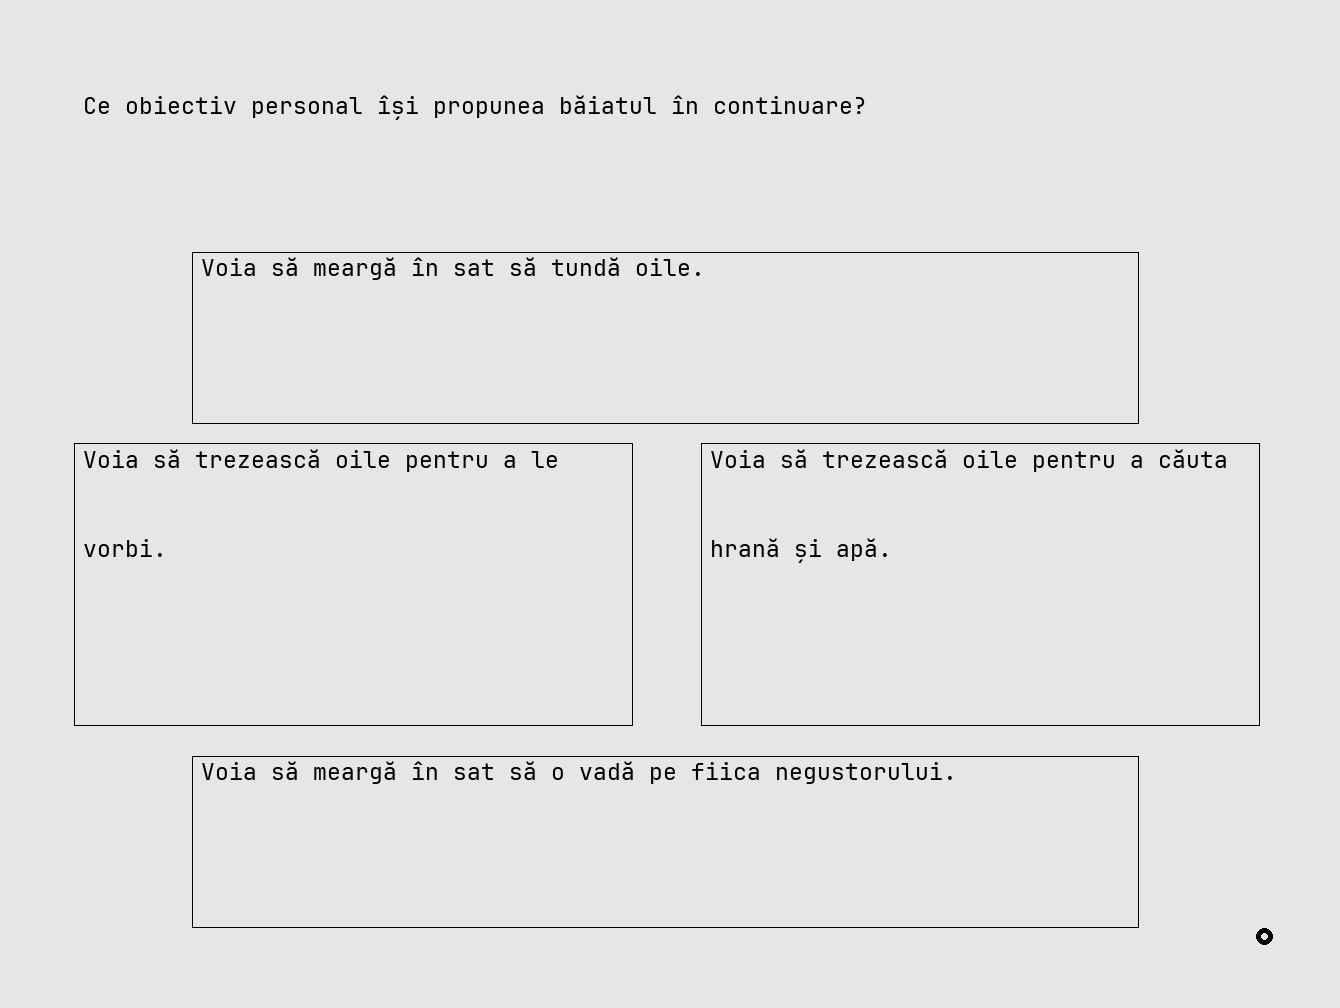 Ce obiectiv personal își propunea băiatul în continuare?
Voia să meargă în sat să tundă oile.
Voia să trezească oile pentru a le
vorbi.
Voia să trezească oile pentru a căuta
hrană și apă.
Voia să meargă în sat să o vadă pe fiica negustorului.